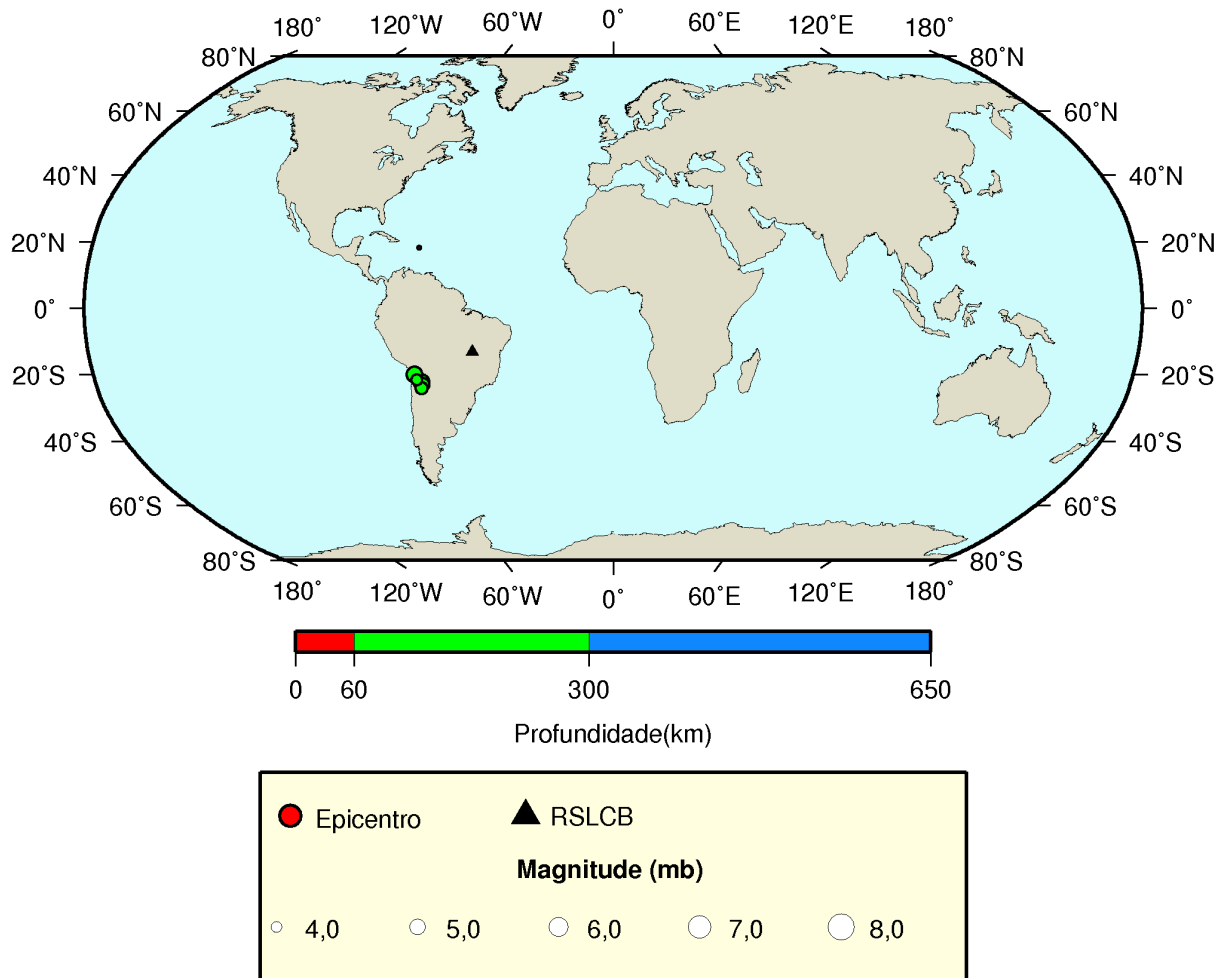 180˚ 120˚W 60˚W 0˚ 60˚E 120˚E 180˚
80˚N 80˚N
60˚N 60˚N
40˚N 40˚N
20˚N 20˚N
0˚ 0˚
20˚S 20˚S
40˚S 40˚S
60˚S 60˚S
80˚S 80˚S
180˚ 120˚W 60˚W 0˚ 60˚E 120˚E 180˚
0 60 300 650
Profundidade(km)
Epicentro RSLCB
Magnitude (mb)
4,0 5,0 6,0 7,0 8,0